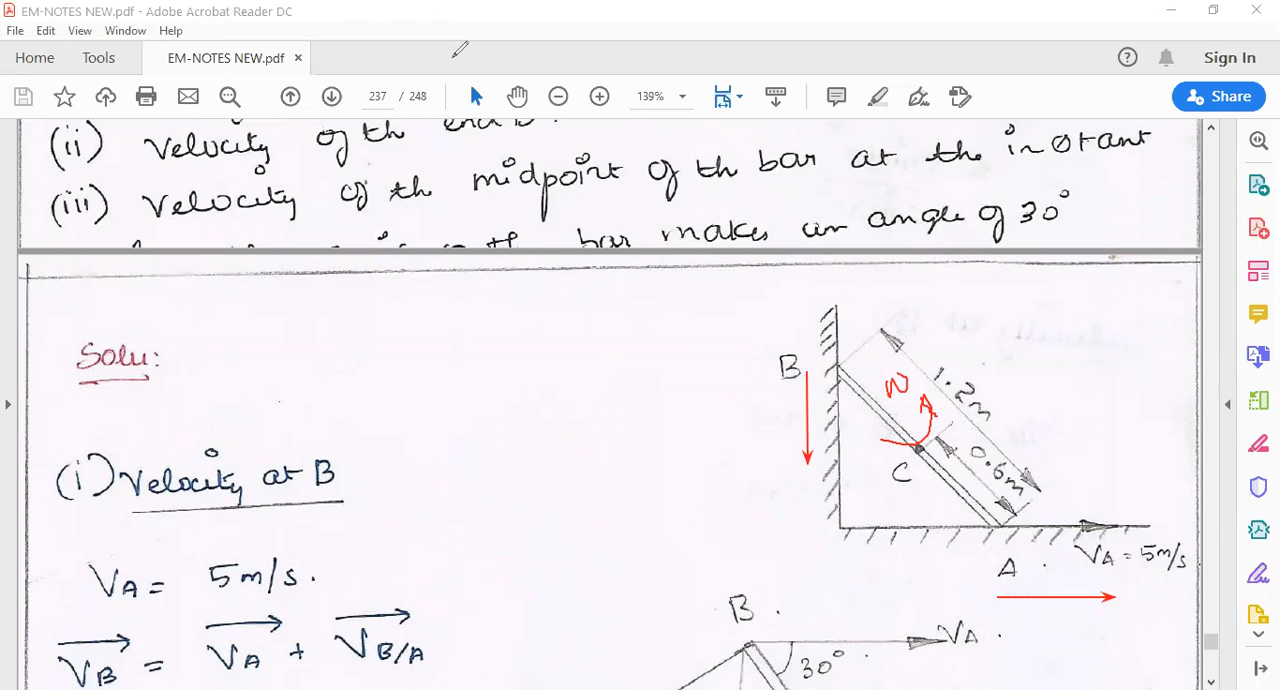 EM-NOTES NEW.pdf - Adobe Acrobat Reader DC
File Edit View Window Help
Home Tools EM-NOTES NEW.pdf × Sign In
237 / 248 139% Share
(ii) Velocity of the end B.
(iii) Velocity of the midpoint of the bar at the instant
bar makes an angle of 30°
Solu:
B
1.2m
W
0.6m
C
(i) Velocity at B
VA = 5m/s
A .
VA = 5m/s.
B .
VA .
VB = VA + VB/A
30°